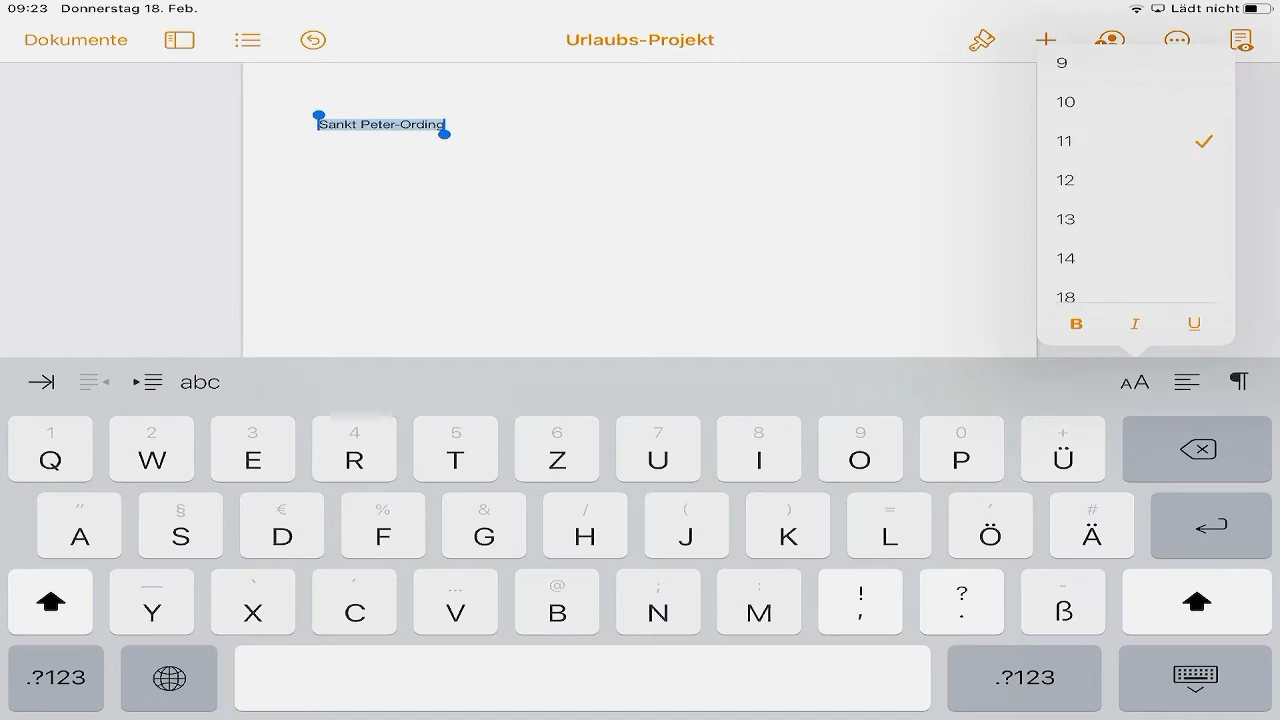 09:23 Donnerstag 18. Feb.
Lädt nicht
Dokumente
Urlaubs-Projekt
Sankt Peter-Ording
9
10
11
12
13
14
18
B I U
abc
AA
1 2 3 4 5 6 7 8 9 0 +
Q W E R T Z U I O P Ü
" § € % & / ( ) = ' #
A S D F G H J K L Ö Ä
— ` ´ ... @ ; : ! ? -
Y X C V B N M , . ß
.?123 .?123